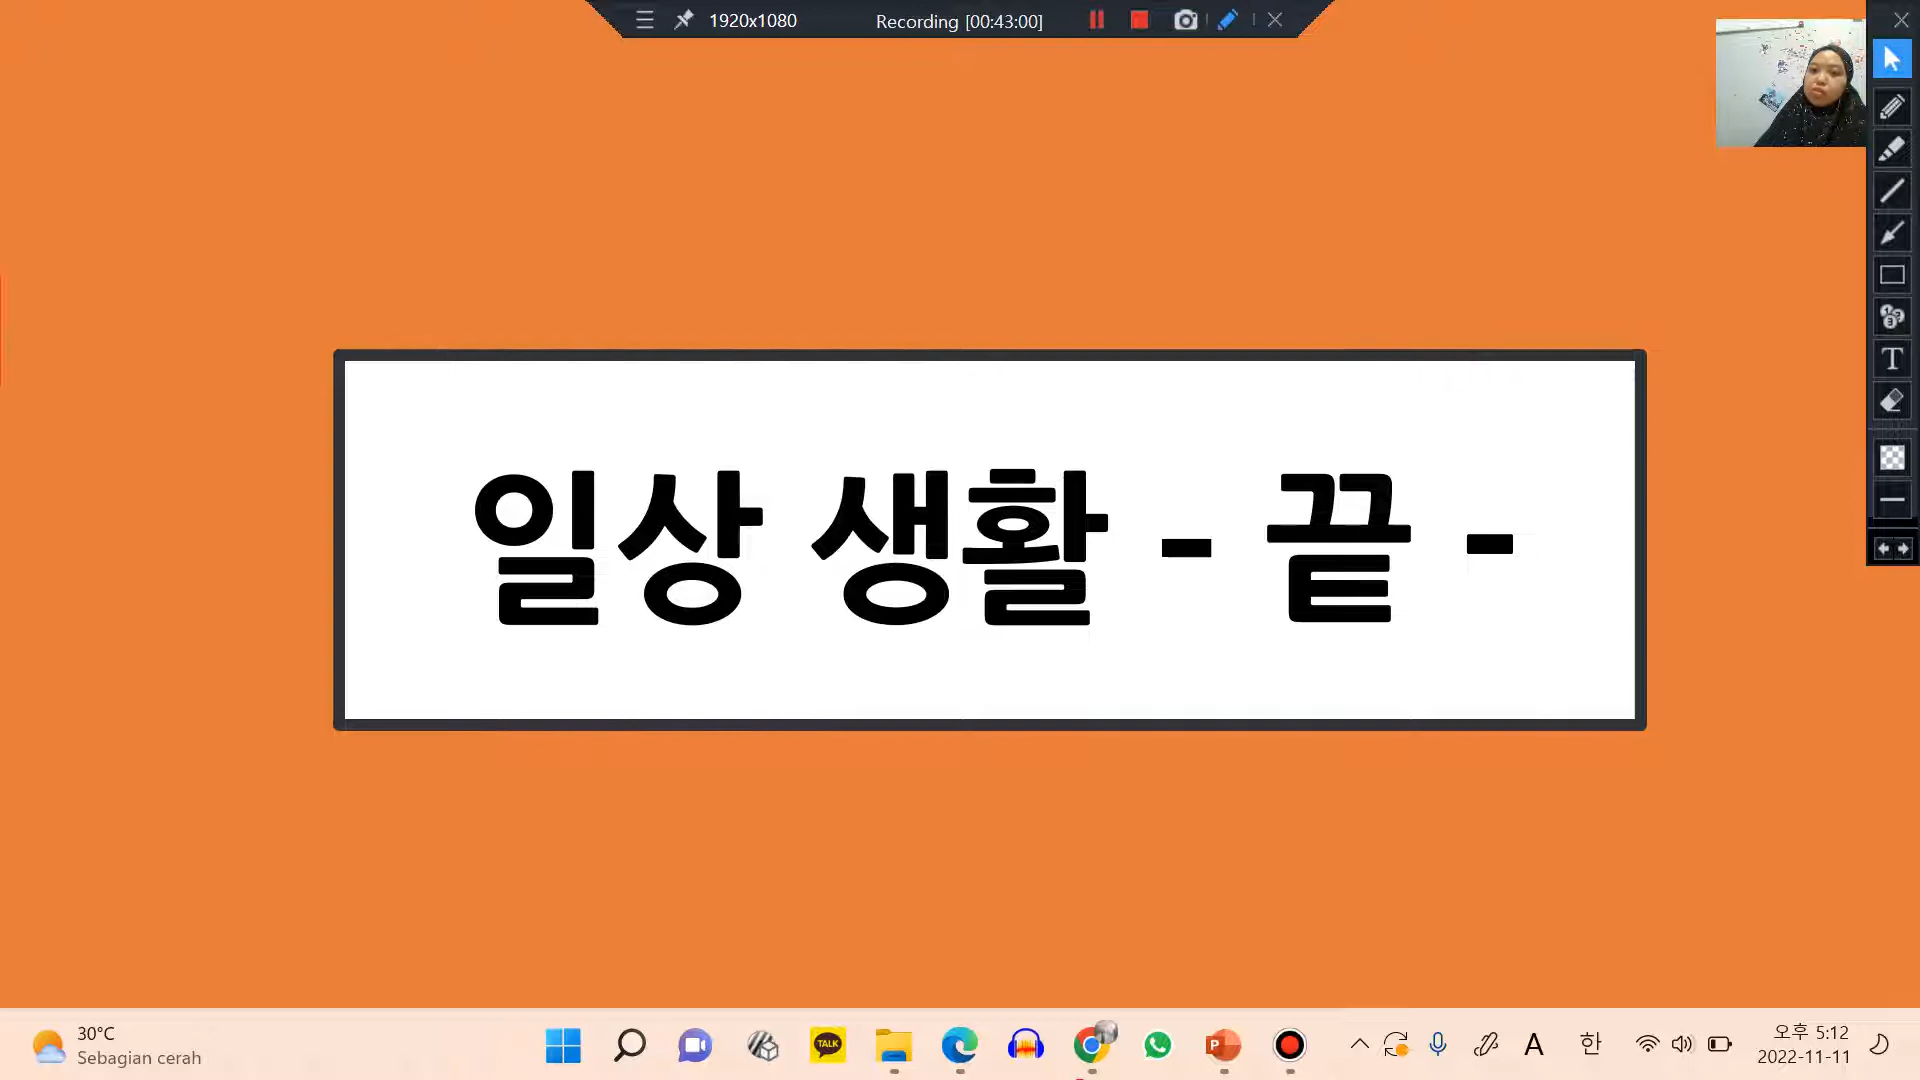 1920x1080
Recording [00:43:00]
일상 생활 - 끝 -
T
30°C
Sebagian cerah
TALK
P
A
한
오후 5:12
2022-11-11